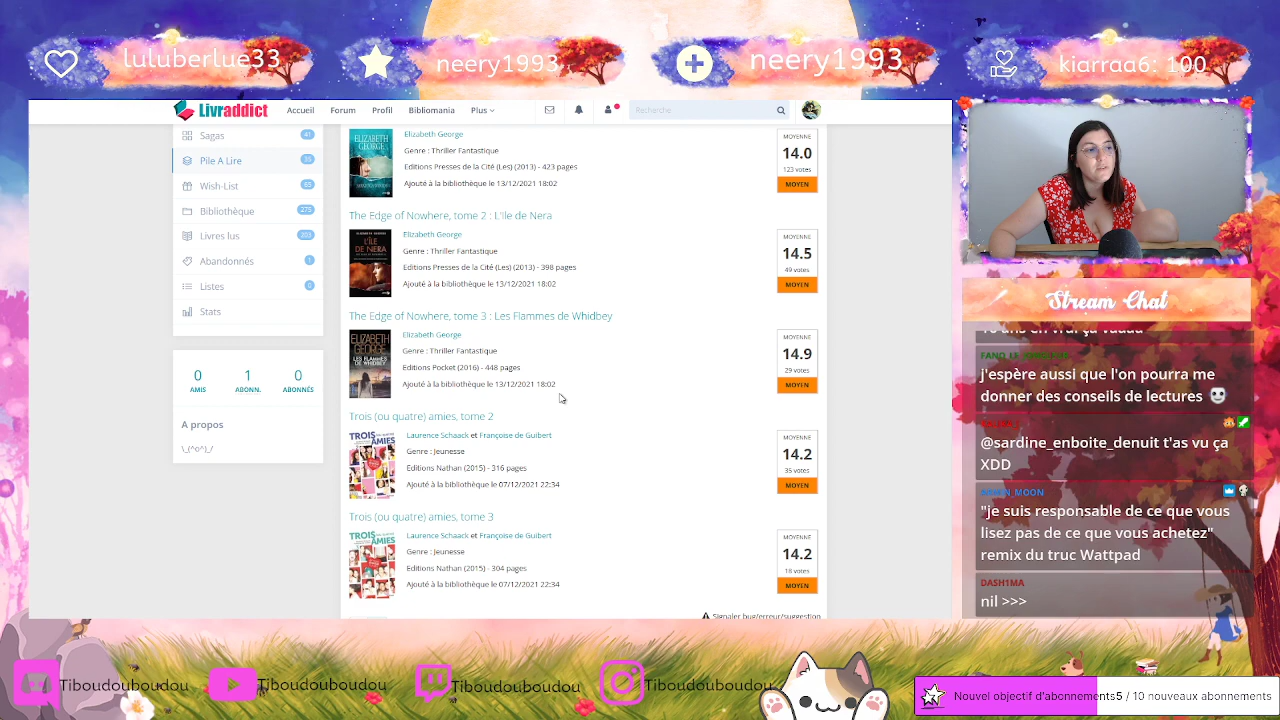 luluberlue33
neery1993
neery1993
kiarraa6: 100
Livraddict
Accueil
Forum
Profil
Bibliomania
Plus
Recherche
Sagas
41
Pile A Lire
Wish-List
Bibliothèque
275
Livres lus
203
Abandonnés
1
Listes
0
Stats
0
AMIS
1
ABONN.
0
ABONNÉS
A propos
\_(^o^)_/
Elizabeth George
Genre : Thriller Fantastique
Editions Presses de la Cité (Les) (2013) - 423 pages
Ajouté à la bibliothèque le 13/12/2021 18:02
MOYENNE
14.0
123 votes
MOYEN
The Edge of Nowhere, tome 2 : L'île de Nera
Elizabeth George
Genre : Thriller Fantastique
Editions Presses de la Cité (Les) (2013) - 398 pages
Ajouté à la bibliothèque le 13/12/2021 18:02
MOYENNE
14.5
49 votes
MOYEN
The Edge of Nowhere, tome 3 : Les Flammes de Whidbey
Elizabeth George
Genre : Thriller Fantastique
Editions Pocket (2016) - 448 pages
Ajouté à la bibliothèque le 13/12/2021 18:02
MOYENNE
14.9
29 votes
MOYEN
Trois (ou quatre) amies, tome 2
Laurence Schaack et Françoise de Guibert
Genre : Jeunesse
Editions Nathan (2015) - 316 pages
Ajouté à la bibliothèque le 07/12/2021 22:34
MOYENNE
14.2
35 votes
MOYEN
Trois (ou quatre) amies, tome 3
Laurence Schaack et Françoise de Guibert
Genre : Jeunesse
Editions Nathan (2015) - 304 pages
Ajouté à la bibliothèque le 07/12/2021 22:34
MOYENNE
14.2
18 votes
MOYEN
Signaler bug/erreur/suggestion
Stream Chat
j'espère aussi que l'on pourra me
donner des conseils de lectures
@sardine_enboite_denuit t'as vu ça
XDD
"je suis responsable de ce que vous
lisez pas de ce que vous achetez"
remix du truc Wattpad
DASH1MA
nil >>>
Tiboudouboudou
Tiboudouboudou
Tiboudouboudou
Tiboudouboudou
Nouvel objectif d'abonnements
5 / 10 nouveaux abonnements